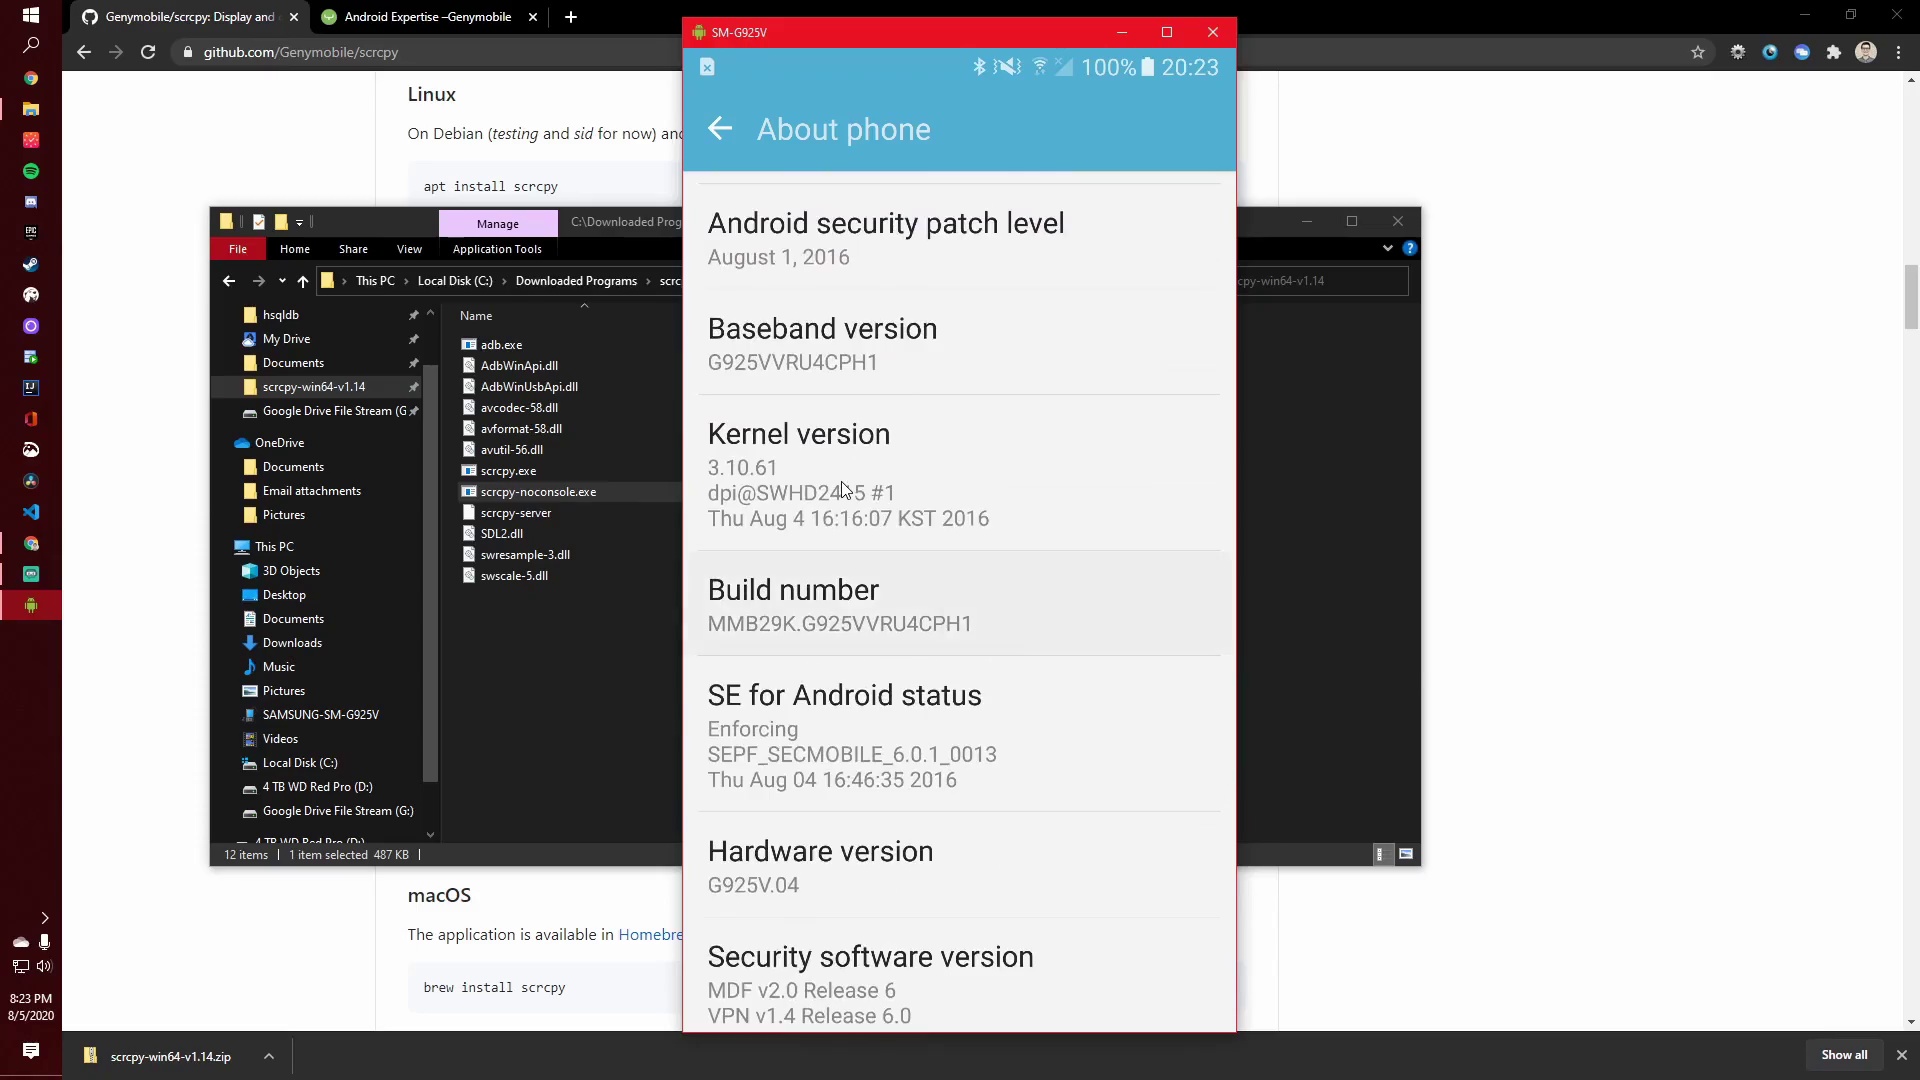 Genymobile/scrcpy: Display and
Android Expertise –Genymobile
github.com/Genymobile/scrcpy
Linux
On Debian (testing and sid for now) and
apt install scrcpy
Manage
C:\Downloaded Prog
File
Home
Share
View
Application Tools
This PC
Local Disk (C:)
Downloaded Programs
scrc
cpy-win64-v1.14
hsqldb
My Drive
Documents
scrcpy-win64-v1.14
Google Drive File Stream (G
OneDrive
Documents
Email attachments
Pictures
This PC
3D Objects
Desktop
Documents
Downloads
Music
Pictures
SAMSUNG-SM-G925V
Videos
Local Disk (C:)
4 TB WD Red Pro (D:)
Google Drive File Stream (G:)
4 TB WD Red Pro (D:)
Name
adb.exe
AdbWinApi.dll
AdbWinUsbApi.dll
avcodec-58.dll
avformat-58.dll
avutil-56.dll
scrcpy.exe
scrcpy-noconsole.exe
scrcpy-server
SDL2.dll
swresample-3.dll
swscale-5.dll
12 items
1 item selected 487 KB
SM-G925V
100% 20:23
About phone
Android security patch level
August 1, 2016
Baseband version
G925VVRU4CPH1
Kernel version
3.10.61
#1
Thu Aug 4 16:16:07 KST 2016
Build number
MMB29K.G925VVRU4CPH1
SE for Android status
Enforcing
SEPF_SECMOBILE_6.0.1_0013
Thu Aug 04 16:46:35 2016
Hardware version
G925V.04
Security software version
MDF v2.0 Release 6
VPN v1.4 Release 6.0
macOS
The application is available in Homebre
brew install scrcpy
EPIC
IJ
8:23 PM
8/5/2020
scrcpy-win64-v1.14.zip
Show all